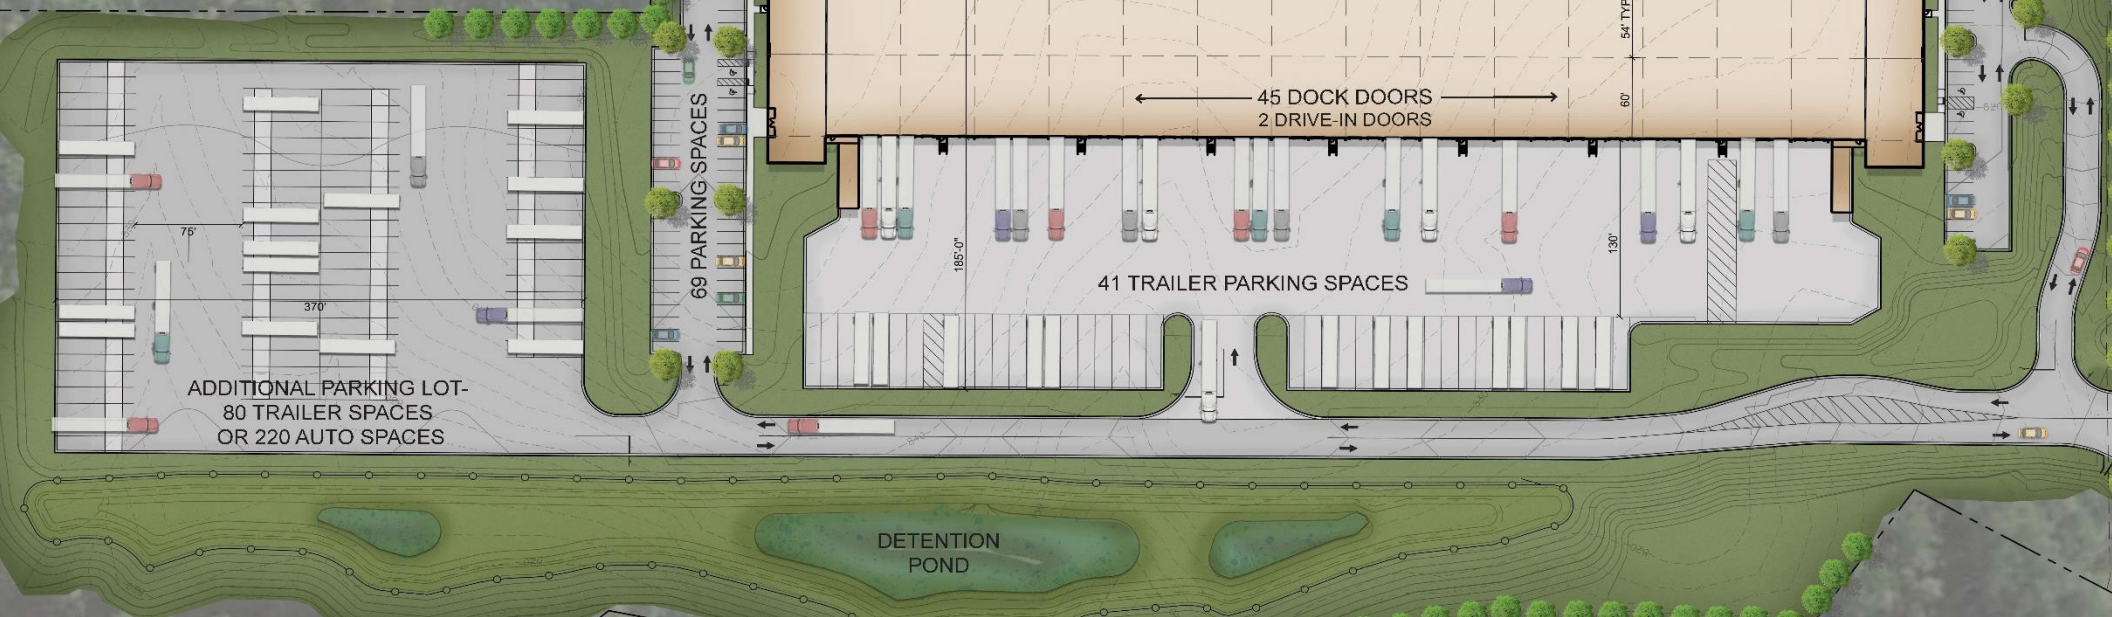 54' TYP
60'
45 DOCK DOORS
2 DRIVE-IN DOORS
69 PARKING SPACES
75'
370'
185'-0"
130'
41 TRAILER PARKING SPACES
ADDITIONAL PARKING LOT-
80 TRAILER SPACES
OR 220 AUTO SPACES
DETENTION
POND